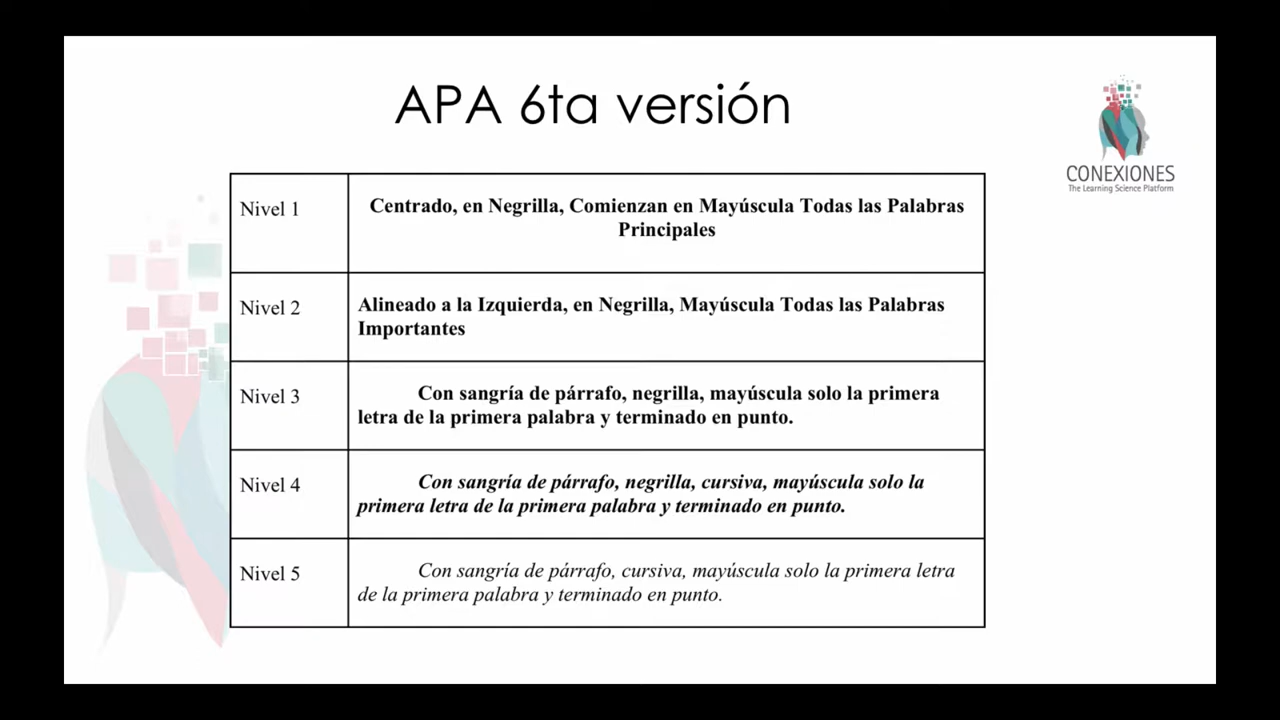 APA 6ta versión
CONEXIONES
The Learning Science Platform
Nivel 1
Centrado, en Negrilla, Comienzan en Mayúscula Todas las Palabras
Principales
Nivel 2
Alineado a la Izquierda, en Negrilla, Mayúscula Todas las Palabras
Importantes
Nivel 3
Con sangría de párrafo, negrilla, mayúscula solo la primera
letra de la primera palabra y terminado en punto.
Nivel 4
Con sangría de párrafo, negrilla, cursiva, mayúscula solo la
primera letra de la primera palabra y terminado en punto.
Nivel 5
Con sangría de párrafo, cursiva, mayúscula solo la primera letra
de la primera palabra y terminado en punto.